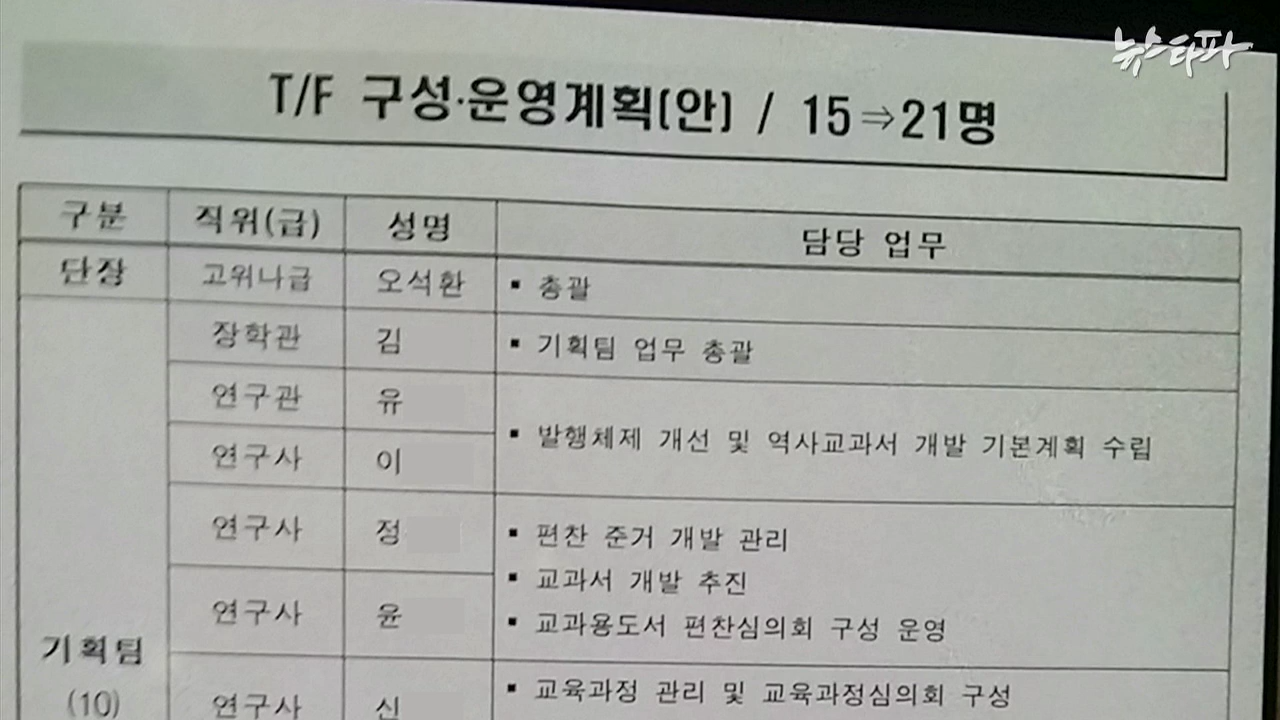 뉴스타파
T/F 구성·운영계획(안) / 15⇒21명
구분 직위(급) 성명 담당 업무
단장 고위나급 오석환 ▪ 총괄
장학관 김 ▪ 기획팀 업무 총괄
연구관 유
▪ 발행체제 개선 및 역사교과서 개발 기본계획 수립
연구사 이
연구사 정 ▪ 편찬 준거 개발 관리
▪ 교과서 개발 추진
연구사 윤 ▪ 교과용도서 편찬심의회 구성 운영
기획팀
(10)
연구사 신 ▪ 교육과정 관리 및 교육과정심의회 구성